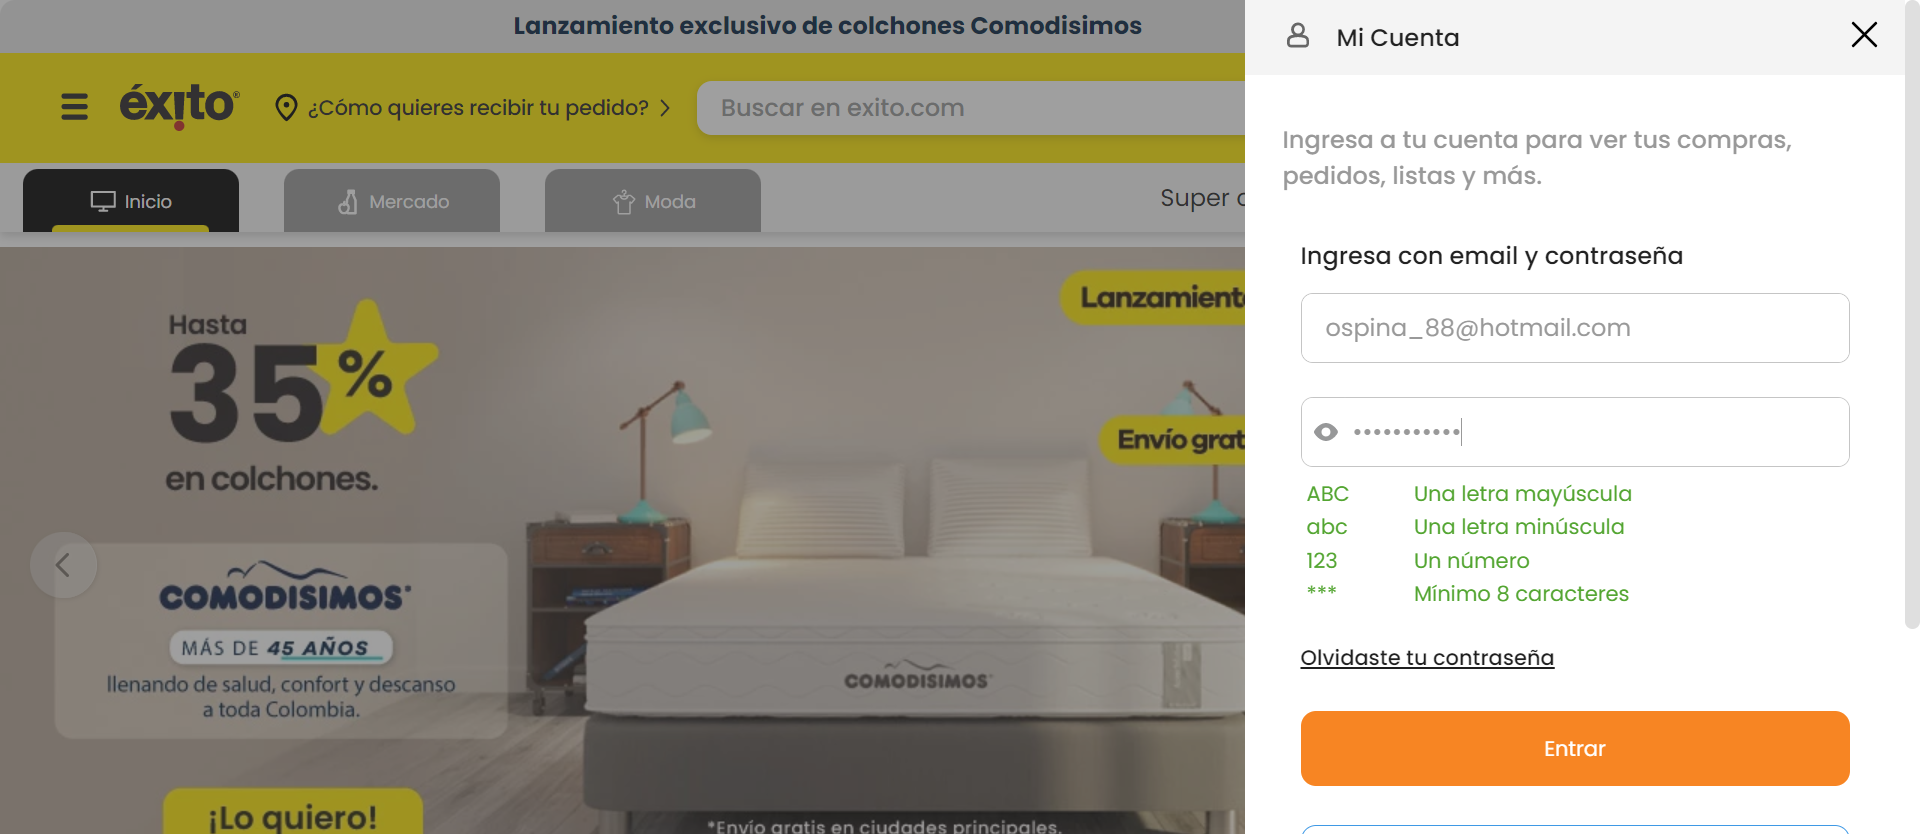 Lanzamiento exclusivo de colchones Comodisimos
éxito®
¿Cómo quieres recibir tu pedido?
Buscar en exito.com
Inicio
Mercado
Moda
Super
Hasta
35%
en colchones.
COMODISIMOS
MÁS DE 45 AÑOS
llenando de salud, confort y descanso
a toda Colombia.
¡Lo quiero!
Lanzamient
Envío grat
COMODISIMOS
*Envío gratis en ciudades principales.
Mi Cuenta
Ingresa a tu cuenta para ver tus compras,
pedidos, listas y más.
Ingresa con email y contraseña
ospina_88@hotmail.com
•••••••••••
ABC Una letra mayúscula
abc Una letra minúscula
123 Un número
*** Mínimo 8 caracteres
Olvidaste tu contraseña
Entrar